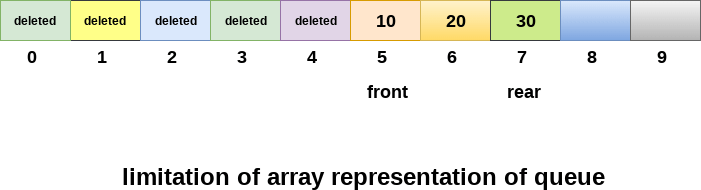 deleted deleted deleted deleted deleted 10 20 30
0 1 2 3 4 5 6 7 8 9
front rear
limitation of array representation of queue